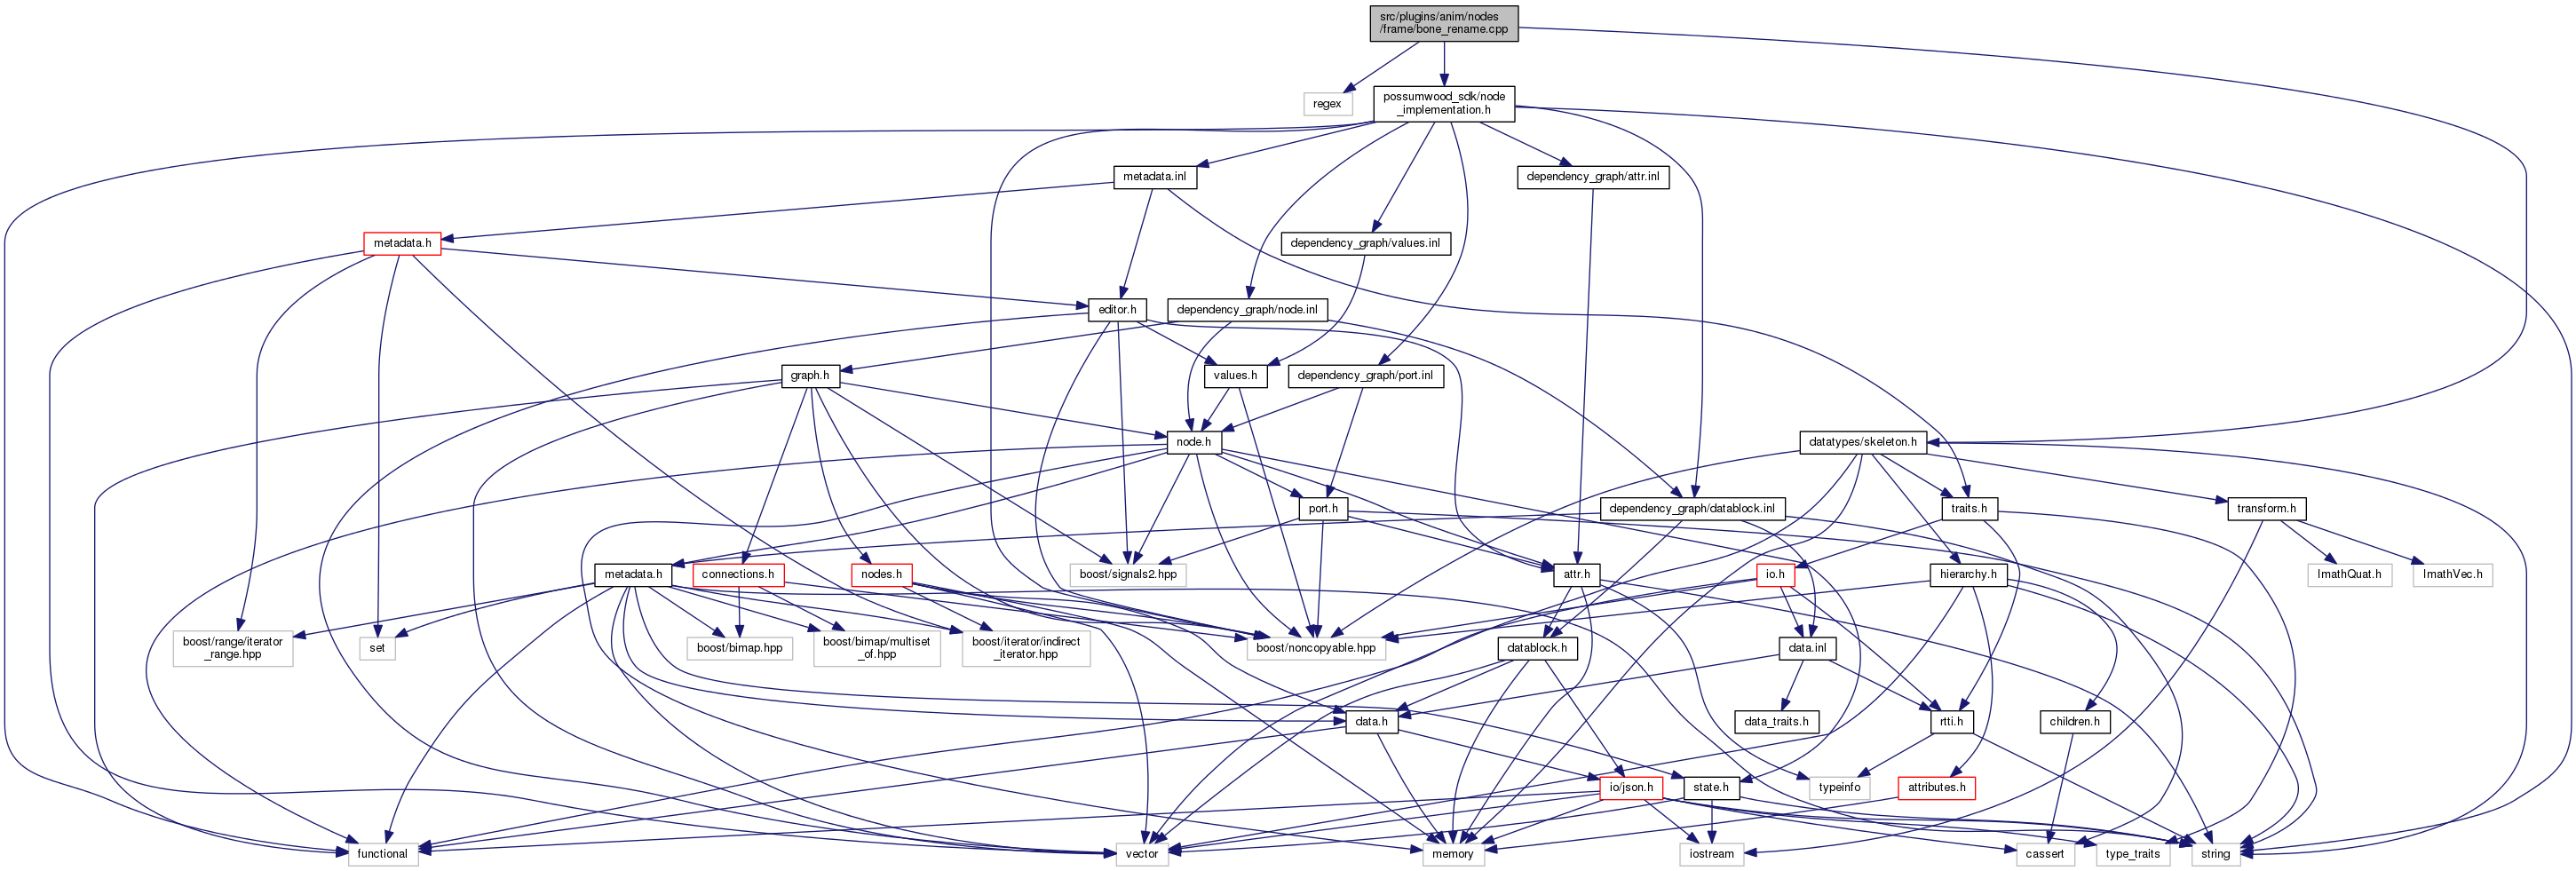 src/plugins/anim/nodes
/frame/bone_rename.cpp
regex
possumwood_sdk/node
_implementation.h
metadata.inl
dependency_graph/attr.inl
metadata.h
dependency_graph/values.inl
editor.h
dependency_graph/node.inl
graph.h
values.h
dependency_graph/port.inl
node.h
datatypes/skeleton.h
port.h
dependency_graph/datablock.inl
traits.h
transform.h
metadata.h
connections.h
nodes.h
boost/signals2.hpp
attr.h
io.h
hierarchy.h
ImathQuat.h
ImathVec.h
boost/range/iterator
_range.hpp
set
boost/bimap.hpp
boost/bimap/multiset
_of.hpp
boost/iterator/indirect
_iterator.hpp
boost/noncopyable.hpp
datablock.h
data.inl
data.h
data_traits.h
rtti.h
children.h
io/json.h
state.h
typeinfo
attributes.h
functional
vector
memory
iostream
cassert
type_traits
string